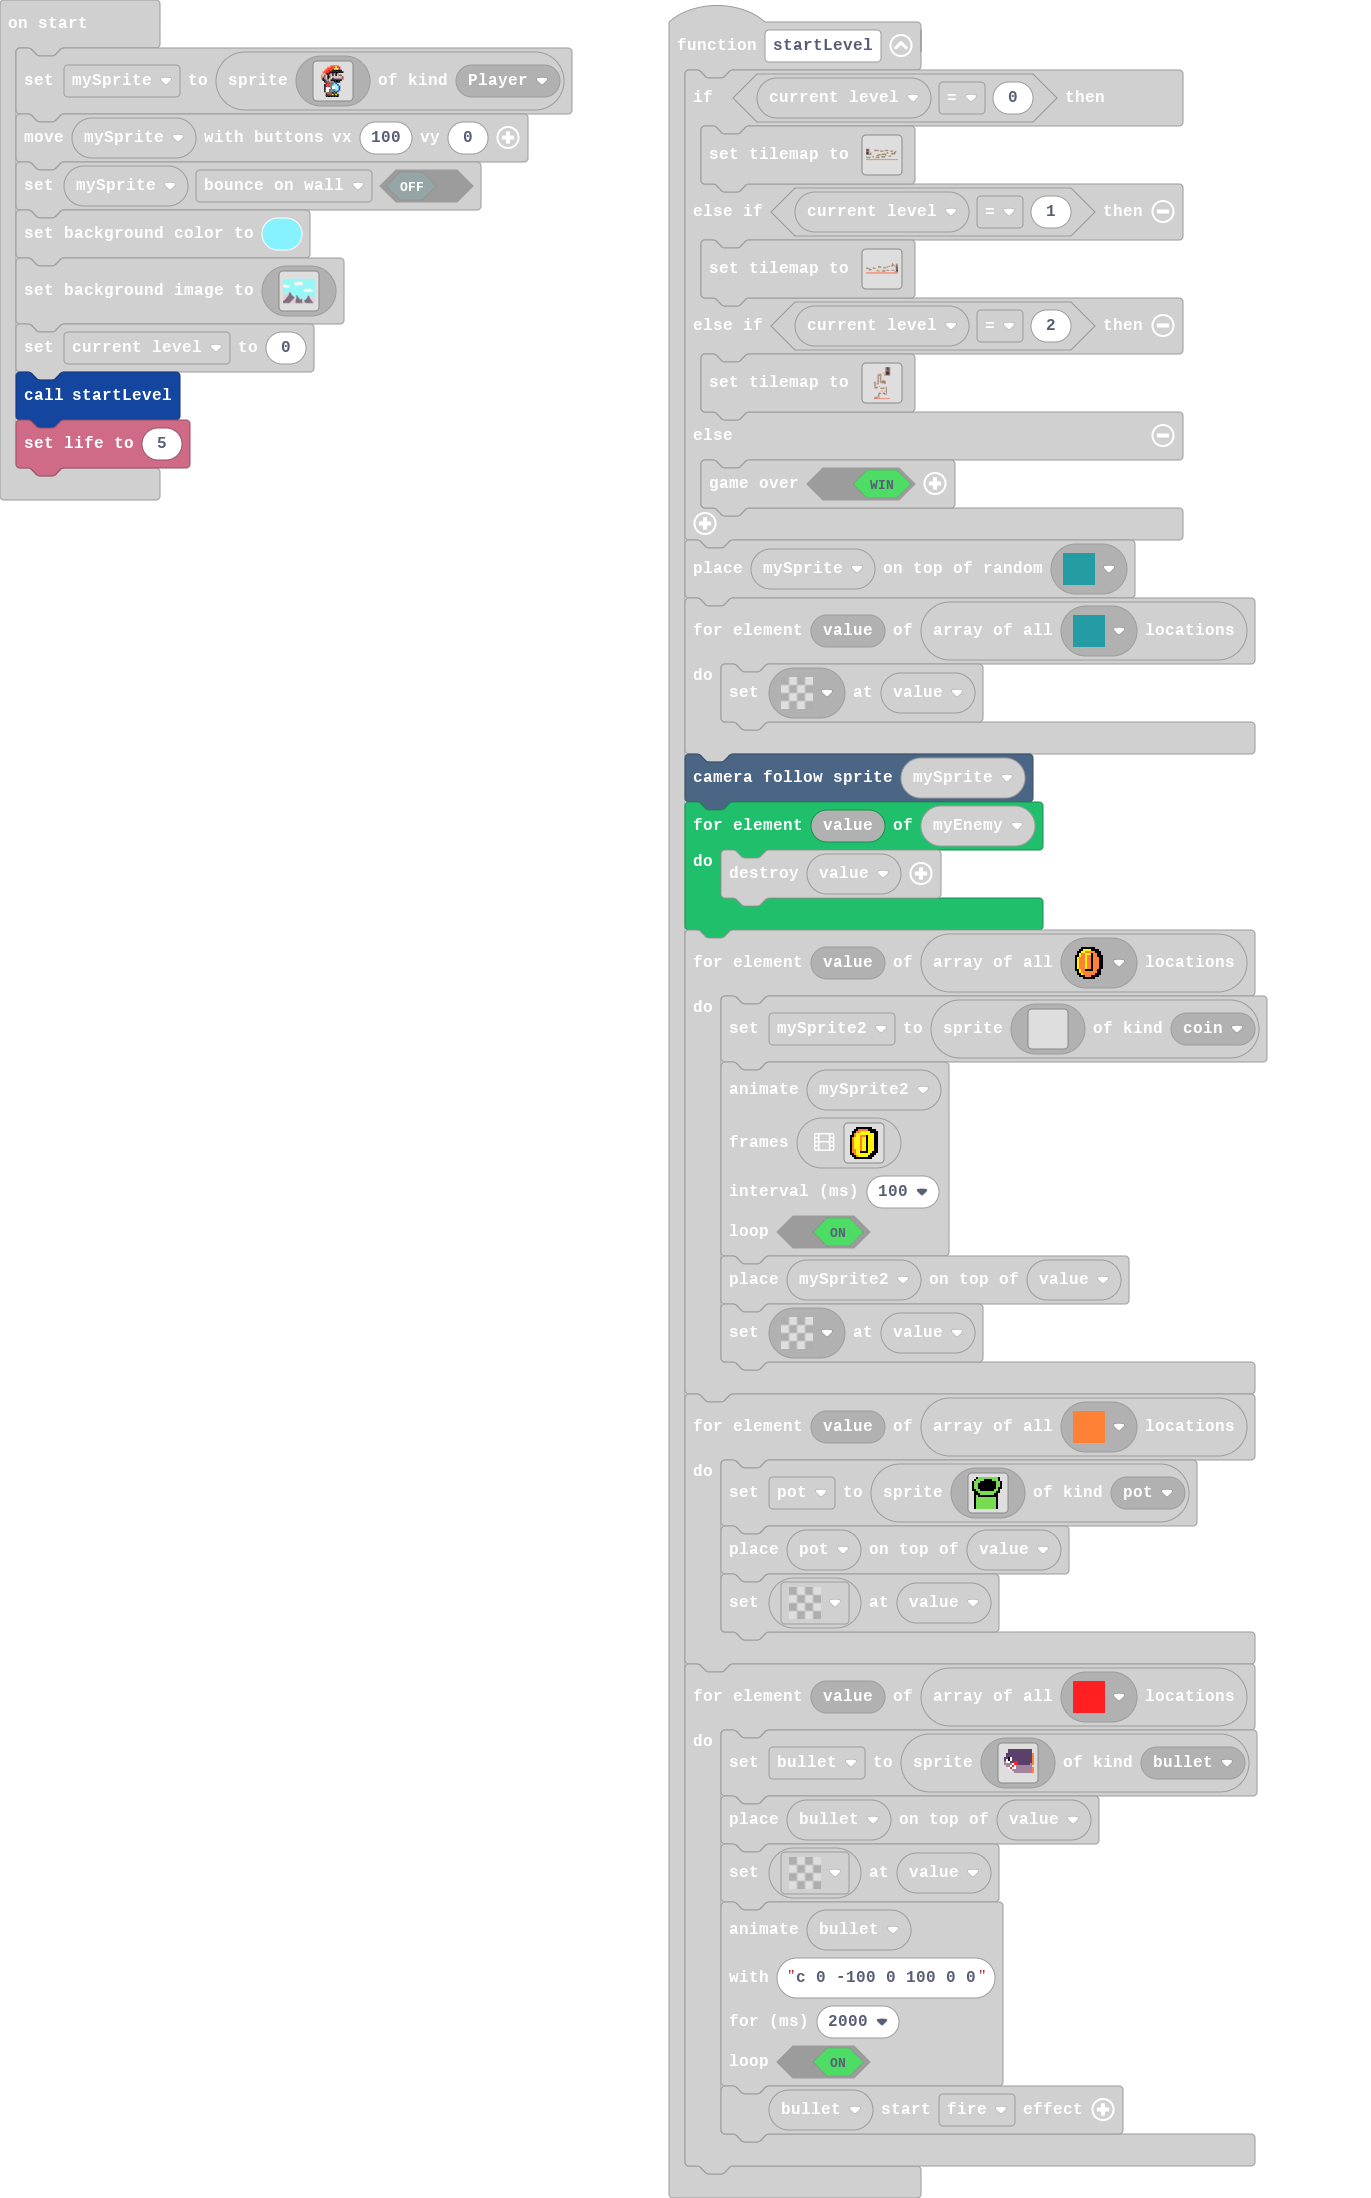 on start
set mySprite to sprite of kind Player
move mySprite with buttons vx 100 vy 0
set mySprite bounce on wall OFF
set background color to
set background image to
set current level to 0
call startLevel
set life to 5
function startLevel
if current level = 0 then
set tilemap to
else if current level = 1 then
set tilemap to
else if current level = 2 then
set tilemap to
else
game over WIN
place mySprite on top of random
for element value of array of all locations
do
set at value
camera follow sprite mySprite
for element value of myEnemy
do
destroy value
for element value of array of all locations
do
set mySprite2 to sprite of kind coin
animate mySprite2
frames
interval (ms) 100
loop ON
place mySprite2 on top of value
set at value
for element value of array of all locations
do
set pot to sprite of kind pot
place pot on top of value
set at value
for element value of array of all locations
do
set bullet to sprite of kind bullet
place bullet on top of value
set at value
animate bullet
with "c 0 -100 0 100 0 0"
for (ms) 2000
loop ON
bullet start fire effect